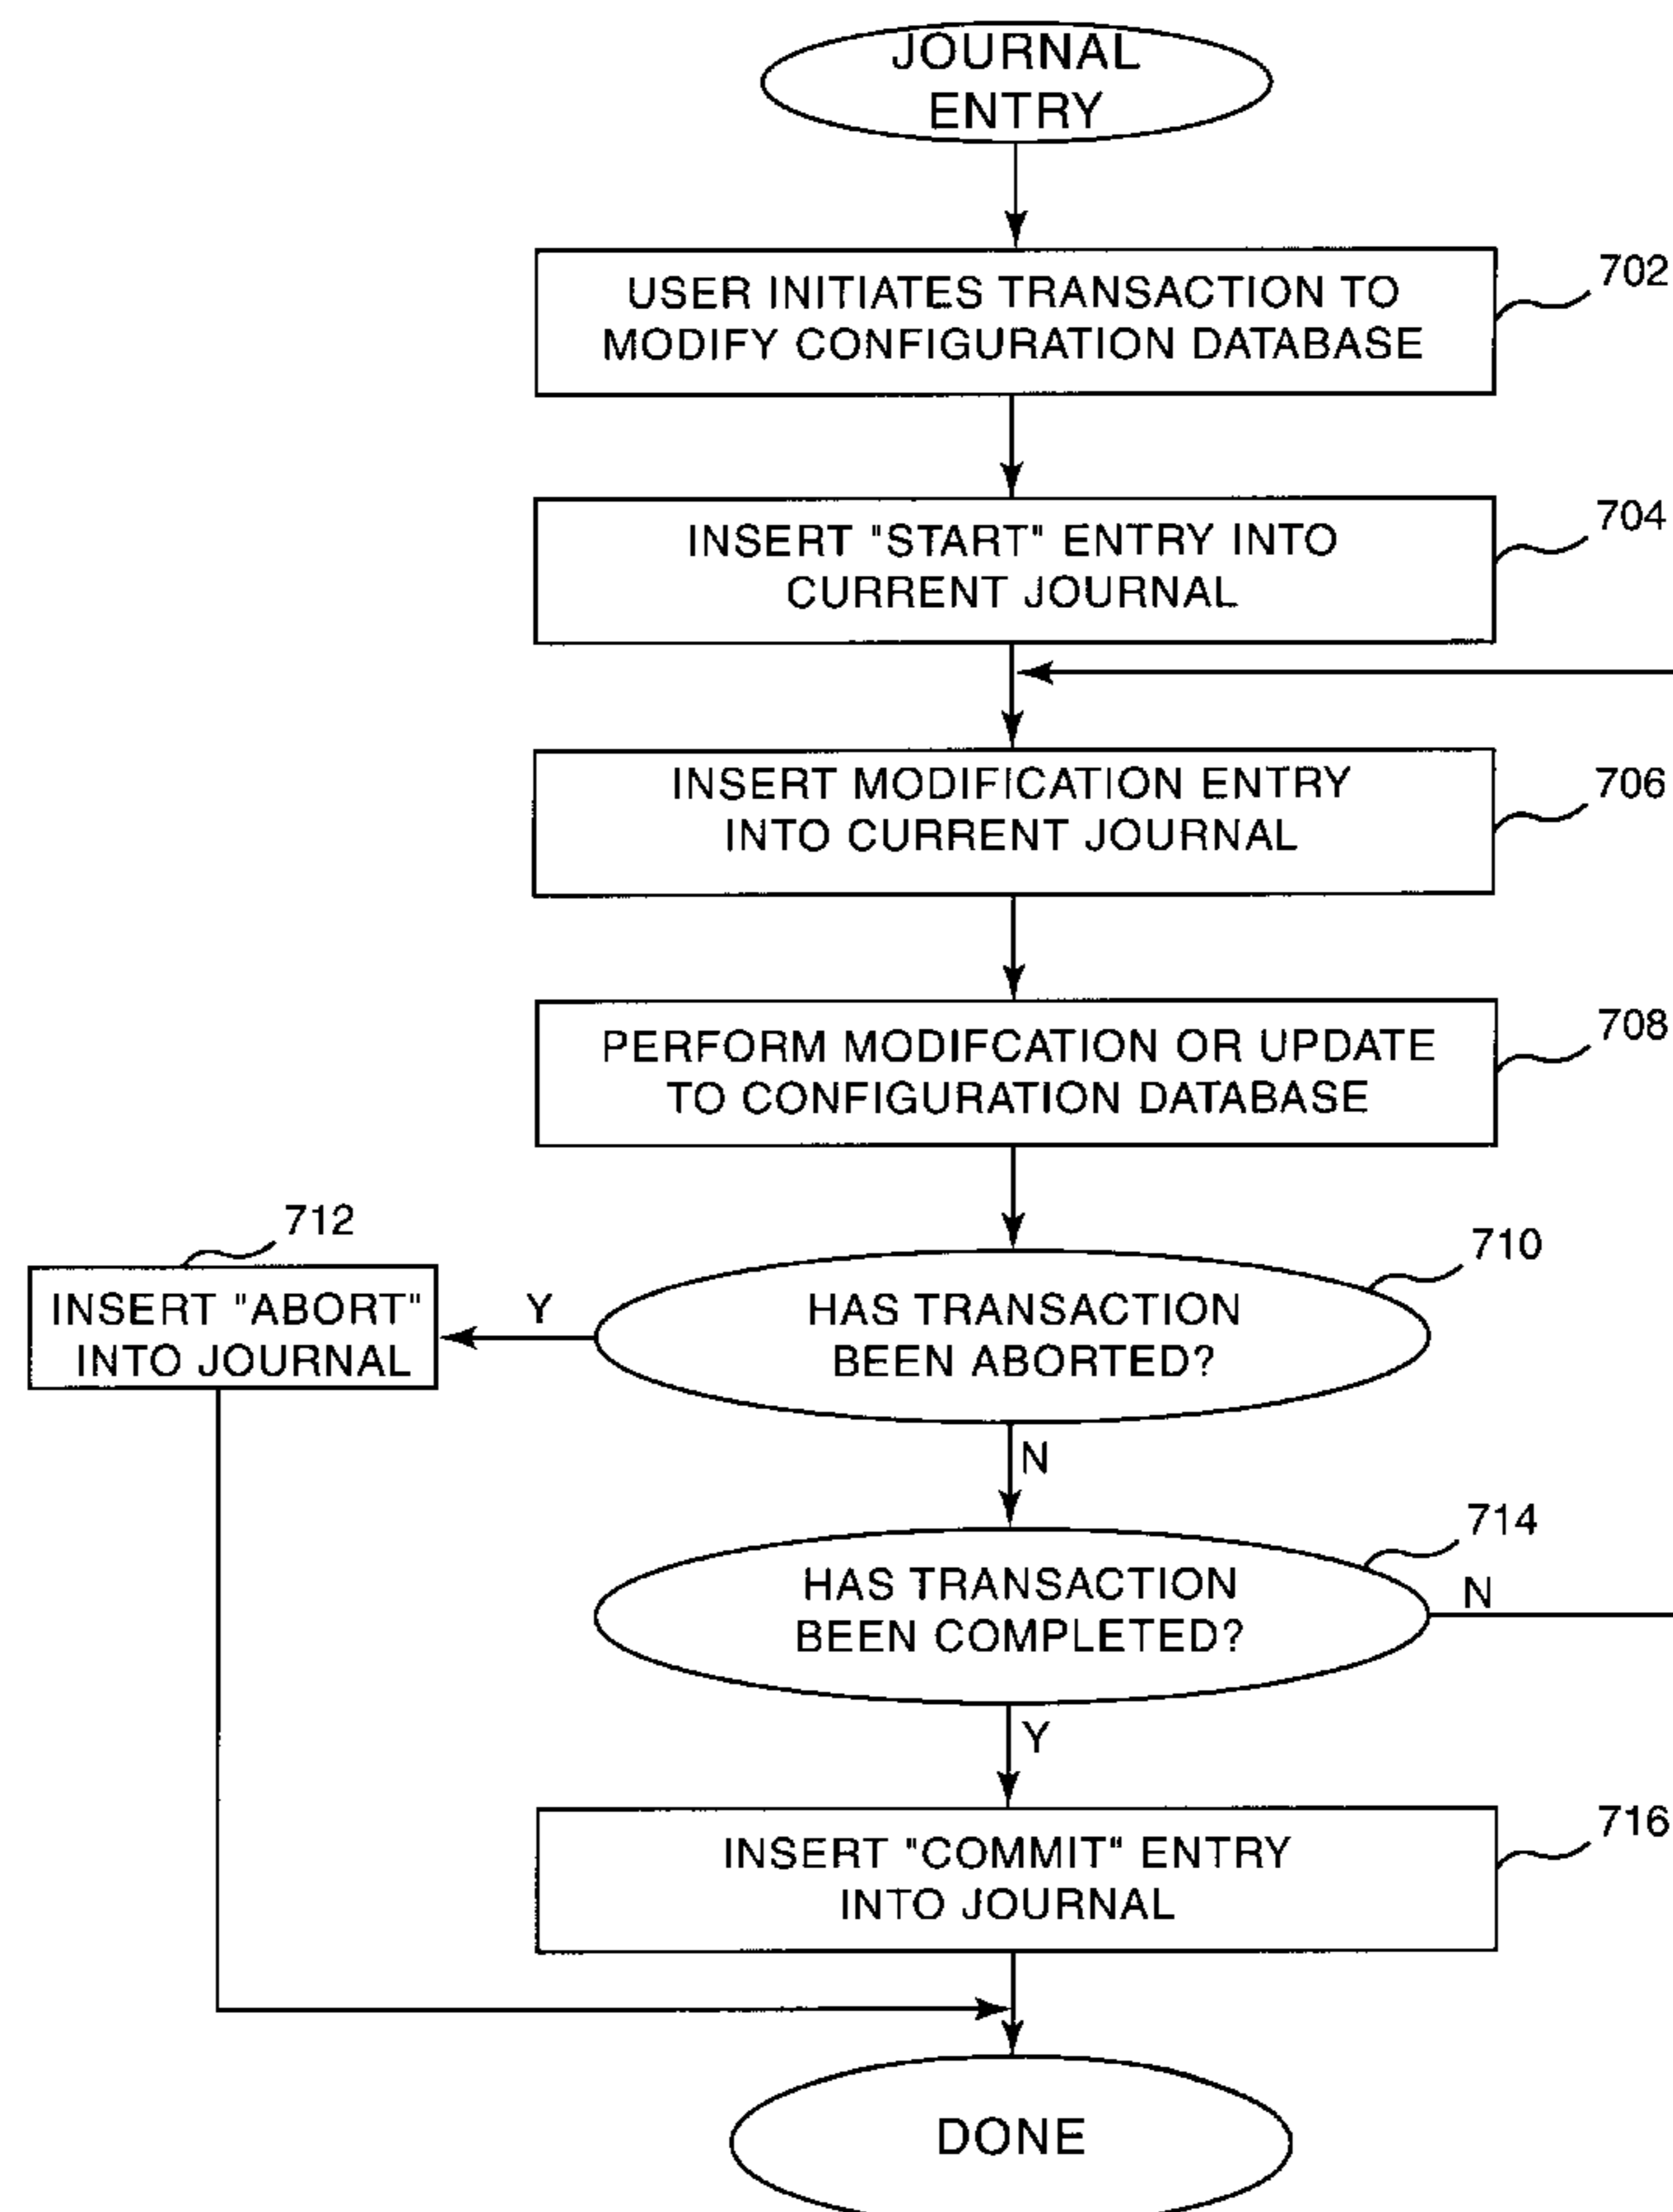 JOURNAL
ENTRY
USER INITIATES TRANSACTION TO
MODIFY CONFIGURATION DATABASE
702
INSERT "START" ENTRY INTO
CURRENT JOURNAL
704
INSERT MODIFICATION ENTRY
INTO CURRENT JOURNAL
706
PERFORM MODIFCATION OR UPDATE
TO CONFIGURATION DATABASE
708
712
INSERT "ABORT"
INTO JOURNAL
Y
HAS TRANSACTION
BEEN ABORTED?
710
N
HAS TRANSACTION
BEEN COMPLETED?
714
N
Y
INSERT "COMMIT" ENTRY
INTO JOURNAL
716
DONE